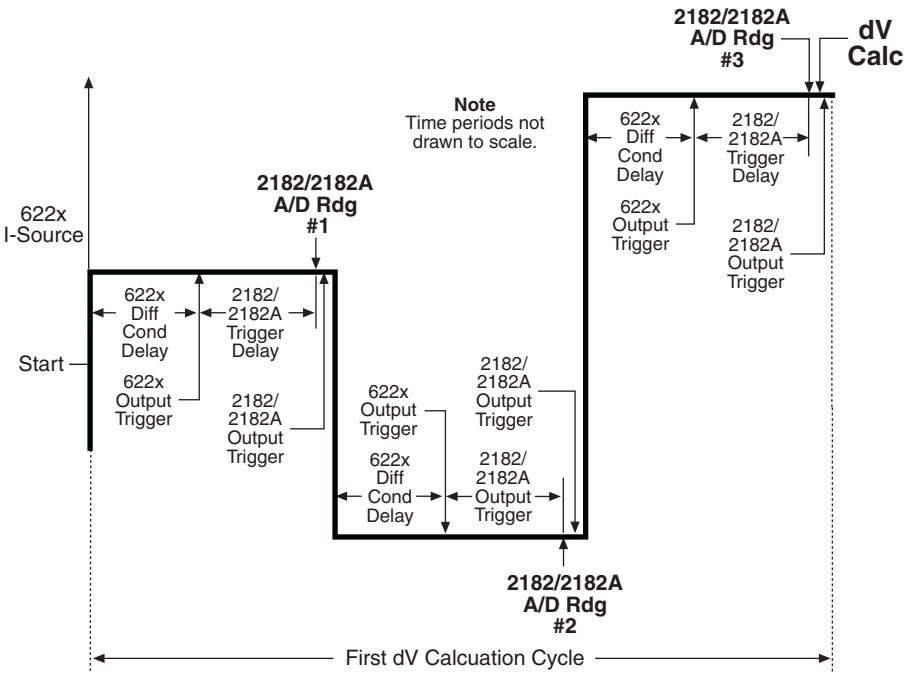 2182/2182A
A/D Rdg
#3
dV
Calc
Note
Time periods not
drawn to scale.
622x
Diff
Cond
Delay
2182/
2182A
Trigger
Delay
622x
Output
Trigger
2182/
2182A
Output
Trigger
2182/2182A
A/D Rdg
#1
622x
I-Source
622x
Diff
Cond
Delay
2182/
2182A
Trigger
Delay
Start
622x
Output
Trigger
2182/
2182A
Output
Trigger
622x
Output
Trigger
2182/
2182A
Output
Trigger
622x
Diff
Cond
Delay
2182/
2182A
Output
Trigger
2182/2182A
A/D Rdg
#2
First dV Calcuation Cycle